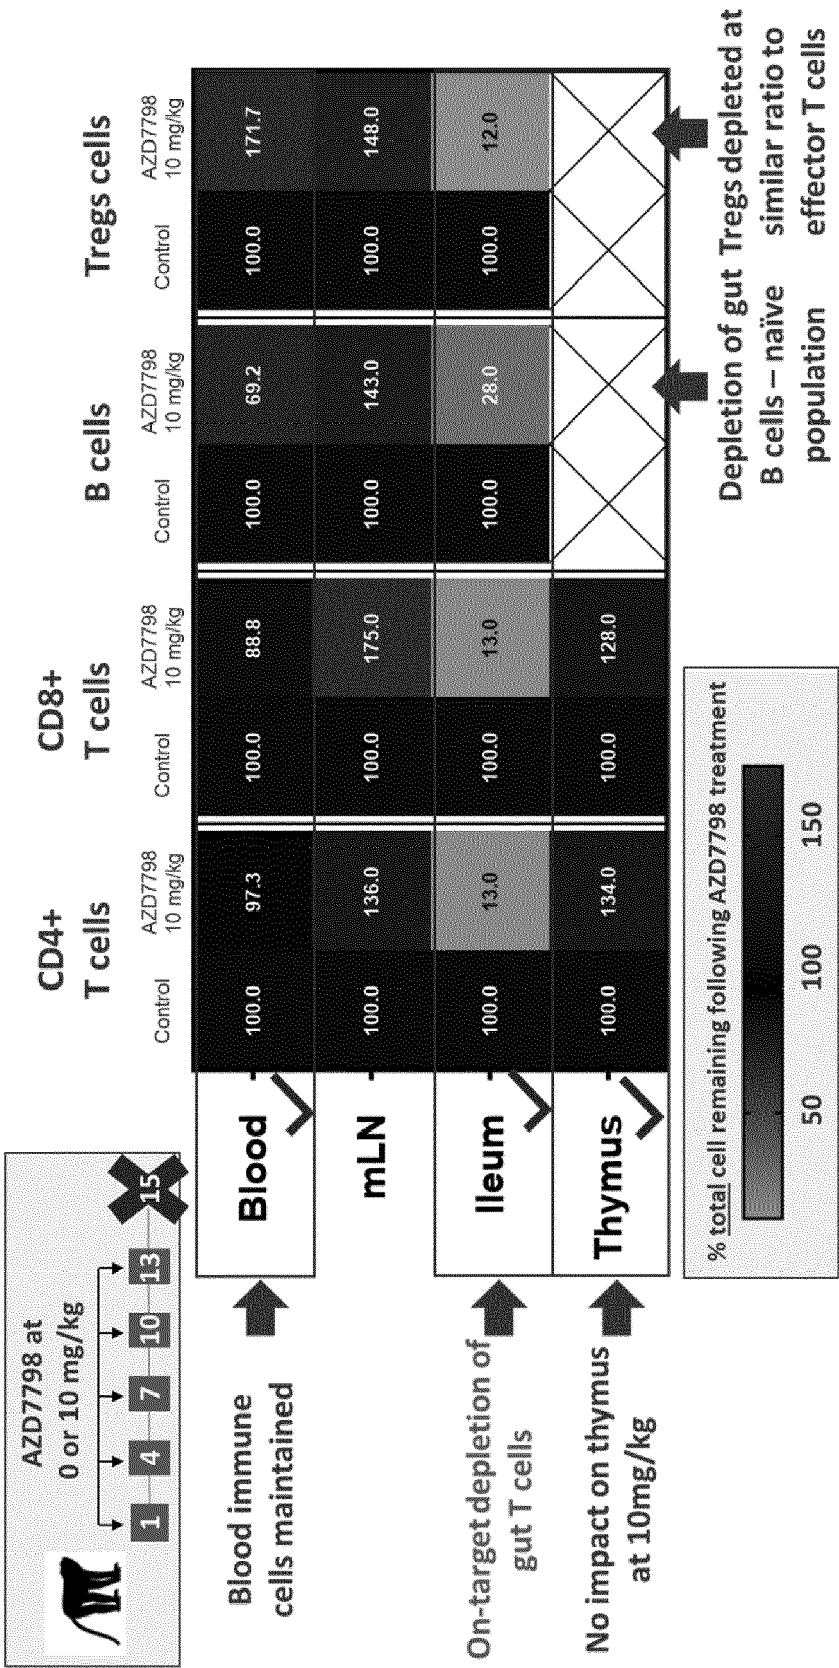 AZD7798 at
0 or 10 mg/kg
1 4 7 10 13 15
CD4+
T cells
CD8+
T cells
B cells
Tregs cells
Control
AZD7798
10 mg/kg
Control
AZD7798
10 mg/kg
Control
AZD7798
10 mg/kg
Control
AZD7798
10 mg/kg
Blood immune
cells maintained
Blood
100.0 97.3 100.0 88.8 100.0 69.2 100.0 171.7
mLN
100.0 136.0 100.0 175.0 100.0 143.0 100.0 148.0
On-target depletion of
gut T cells
Ileum
100.0 13.0 100.0 13.0 100.0 28.0 100.0 12.0
No impact on thymus
at 10mg/kg
Thymus
100.0 134.0 100.0 128.0
% total cell remaining following AZD7798 treatment
50 100 150
Depletion of gut
B cells – naïve
population
Tregs depleted at
similar ratio to
effector T cells